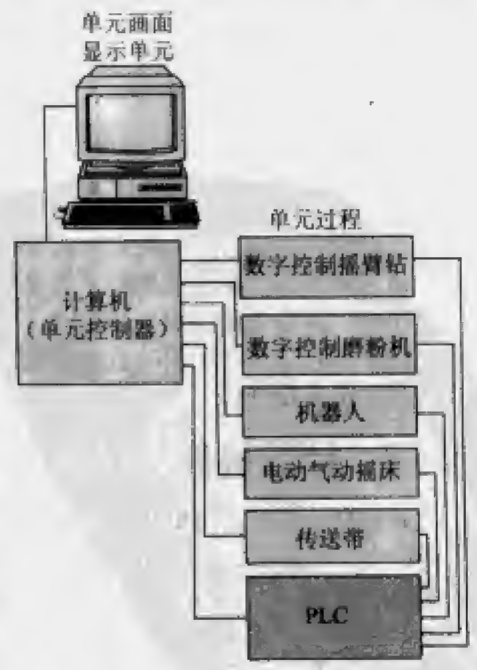 单元画面
显示单元
单元过程
数字控制摇臂钻
计算机
(单元控制器)
数字控制磨粉机
机器人
电动气动摇床
传送带
PLC